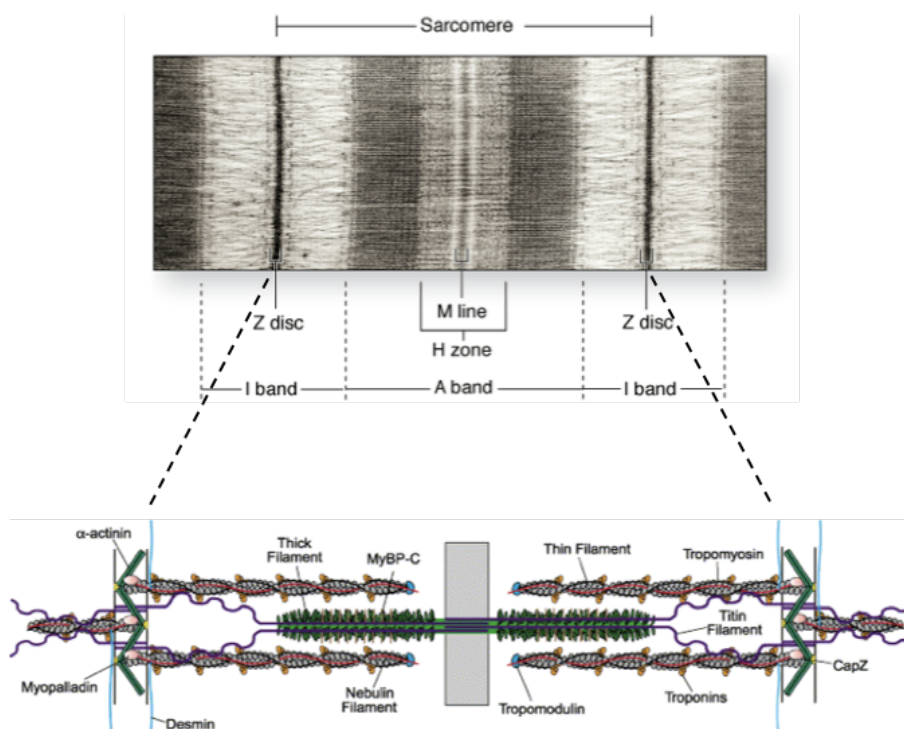 Sarcomere
Z disc
M line
Z disc
H zone
I band
A band
I band
α-actinin
Thick
Filament
MyBP-C
Thin Filament
Tropomyosin
Titin
Filament
Myopalladin
CapZ
Nebulin
Filament
Tropomodulin
Troponins
Desmin